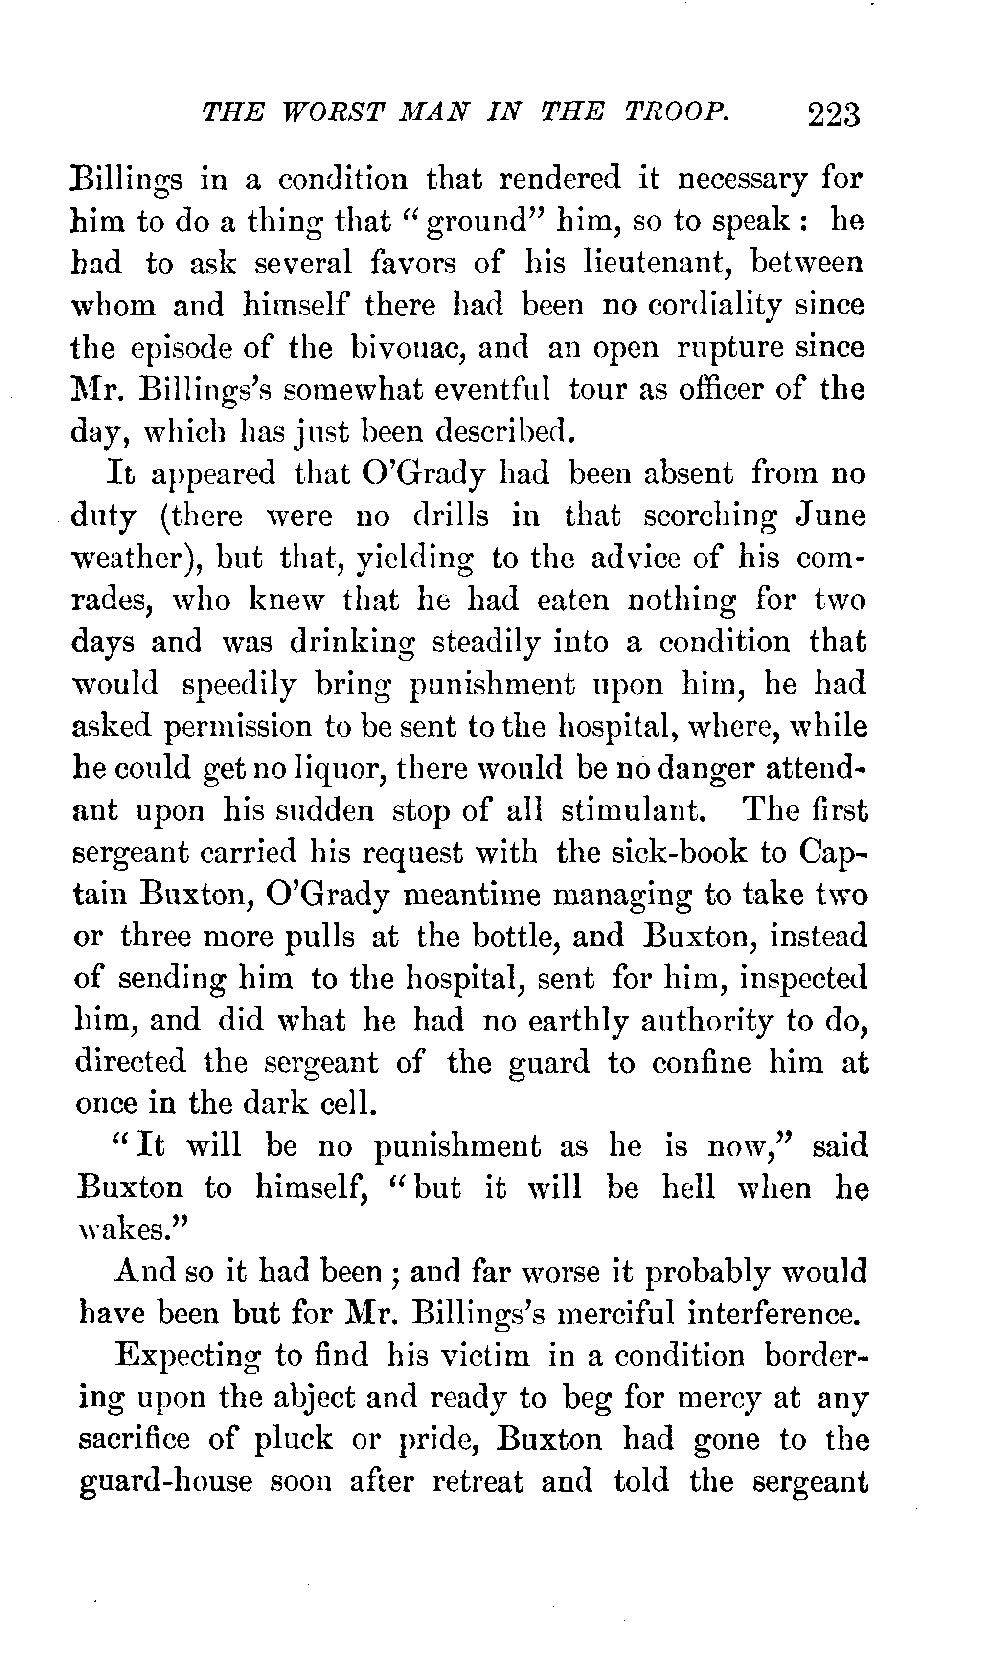 THE WORST MAN IN THE TROOP. 223
Billings in a condition that rendered it necessary for
him to do a thing that “ ground” him, so to speak : he
had to ask several favors of his lieutenant, between
whom and himself there had been no cordiality since
the episode of the bivouac, and an open rupture since
Mr. Billings’s somewhat eventful tour as officer of the
day, which has just been described.
It appeared that O’Grady had been absent from no
duty (there were no drills in that scorching June
weather), but that, yielding to the advice of his com-
rades, who knew that he had eaten nothing for two
days and was drinking steadily into a condition that
would speedily bring punishment upon him, he had
asked permission to be sent to the hospital, where, while
he could get no liquor, there would be no danger attend-
ant upon his sudden stop of all stimulant. The first
sergeant carried his request with the sick-book to Cap-
tain Buxton, O’Grady meantime managing to take two
or three more pulls at the bottle, and Buxton, instead
of sending him to the hospital, sent for him, inspected
him, and did what he had no earthly authority to do,
directed the sergeant of the guard to confine him at
once in the dark cell.
“ It will be no punishment as he is now,” said
Buxton to himself, “ but it will be hell when he
wakes.”
And so it had been ; and far worse it probably would
have been but for Mr. Billings’s merciful interference.
Expecting to find his victim in a condition border-
ing upon the abject and ready to beg for mercy at any
sacrifice of pluck or pride, Buxton had gone to the
guard-house soon after retreat and told the sergeant